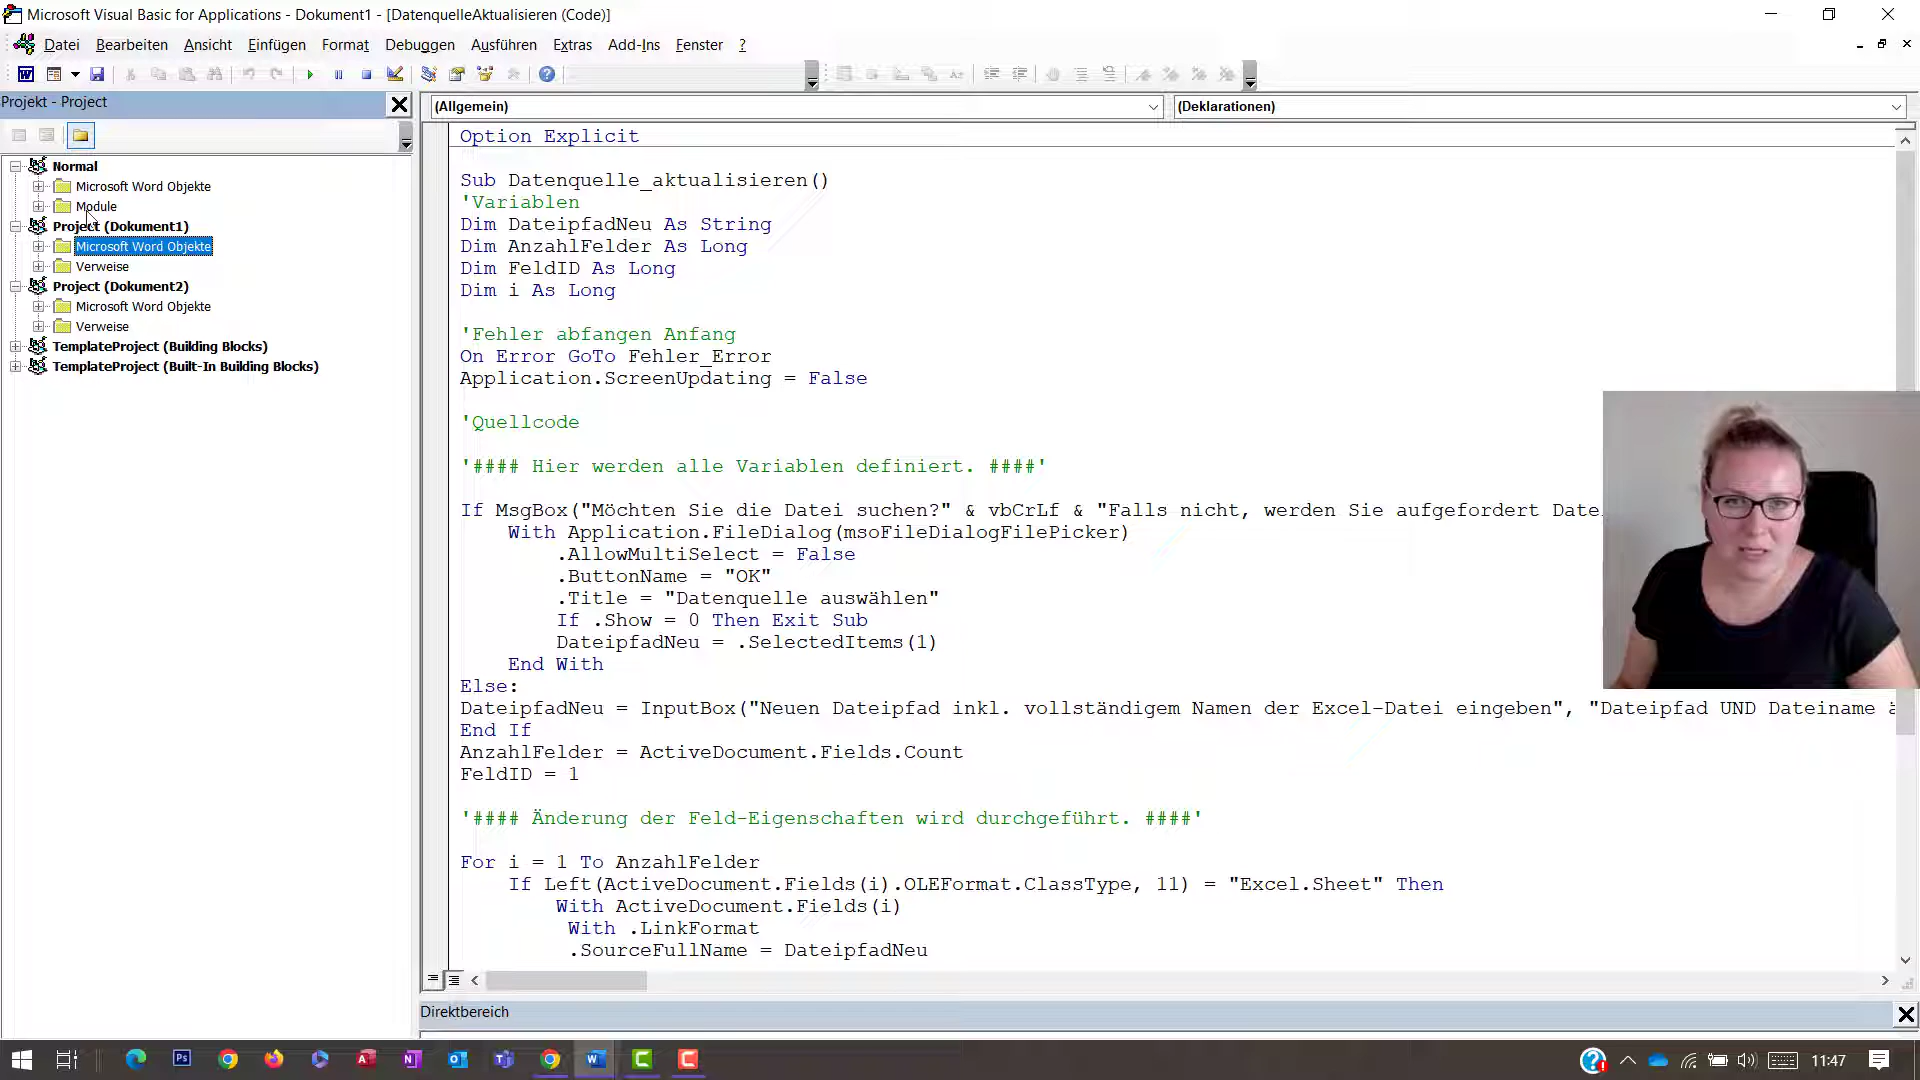 Microsoft Visual Basic for Applications - Dokument1 - [DatenquelleAktualisieren (Code)]
Datei Bearbeiten Ansicht Einfügen Format Debuggen Ausführen Extras Add-Ins Fenster ?
Projekt - Project
Normal
Microsoft Word Objekte
Module
Project (Dokument1)
Microsoft Word Objekte
Verweise
Project (Dokument2)
Microsoft Word Objekte
Verweise
TemplateProject (Building Blocks)
TemplateProject (Built-In Building Blocks)
(Allgemein) (Deklarationen)
Option Explicit
Sub Datenquelle_aktualisieren()
'Variablen
Dim DateipfadNeu As String
Dim AnzahlFelder As Long
Dim FeldID As Long
Dim i As Long
'Fehler abfangen Anfang
On Error GoTo Fehler_Error
Application.ScreenUpdating = False
'Quellcode
'#### Hier werden alle Variablen definiert. ####'
If MsgBox("Möchten Sie die Datei suchen?" & vbCrLf & "Falls nicht, werden Sie aufgefordert Date
With Application.FileDialog(msoFileDialogFilePicker)
.AllowMultiSelect = False
.ButtonName = "OK"
.Title = "Datenquelle auswählen"
If .Show = 0 Then Exit Sub
DateipfadNeu = .SelectedItems(1)
End With
Else:
DateipfadNeu = InputBox("Neuen Dateipfad inkl. vollständigem Namen der Excel-Datei eingeben", "Dateipfad UND Dateiname ä
End If
AnzahlFelder = ActiveDocument.Fields.Count
FeldID = 1
'#### Änderung der Feld-Eigenschaften wird durchgeführt. ####'
For i = 1 To AnzahlFelder
If Left(ActiveDocument.Fields(i).OLEFormat.ClassType, 11) = "Excel.Sheet" Then
With ActiveDocument.Fields(i)
With .LinkFormat
.SourceFullName = DateipfadNeu
Direktbereich
11:47